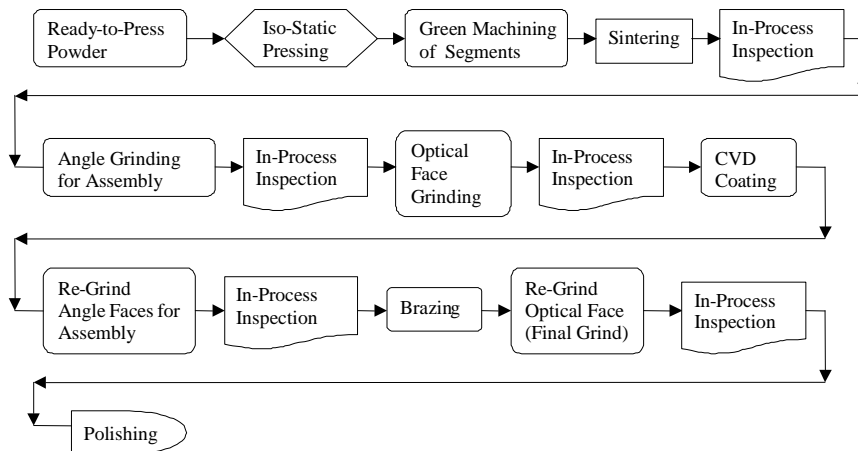 Ready-to-Press
Powder
Iso-Static
Pressing
Green Machining
of Segments
Sintering
In-Process
Inspection
Angle Grinding
for Assembly
In-Process
Inspection
Optical
Face
Grinding
In-Process
Inspection
CVD
Coating
Re-Grind
Angle Faces for
Assembly
In-Process
Inspection
Brazing
Re-Grind
Optical Face
(Final Grind)
In-Process
Inspection
Polishing